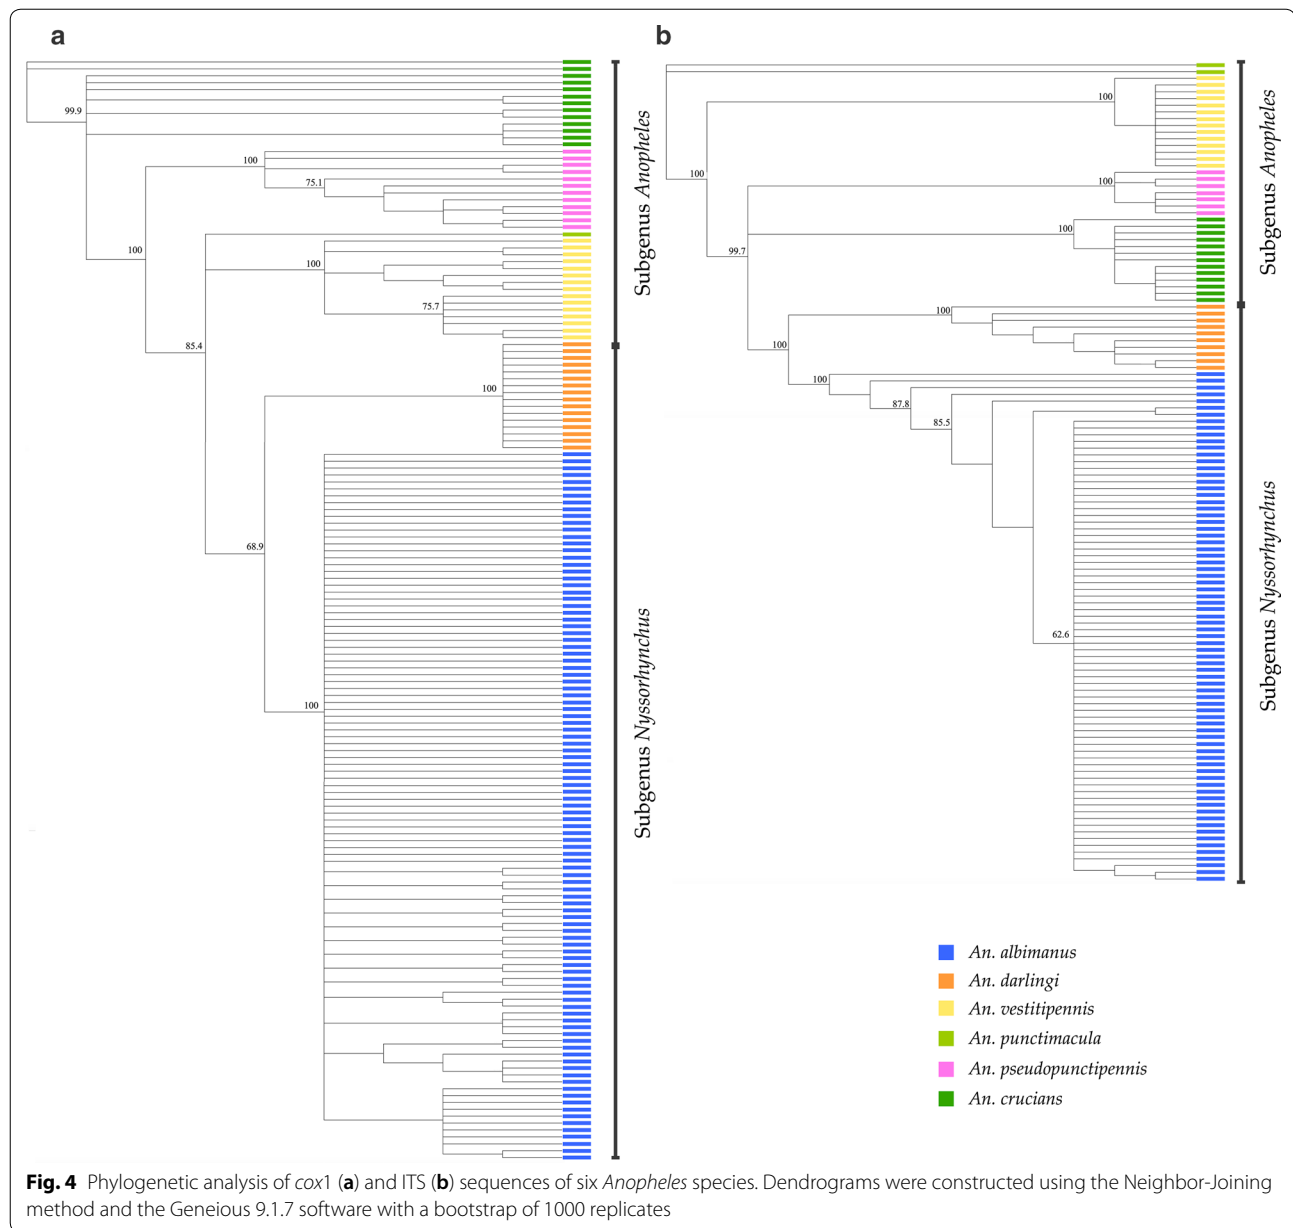 a
b
99.9
100
75.1
100
100
75.7
85.4
100
68.9
100
Subgenus Anopheles
Subgenus Nyssorhynchus
100
100
100
100
99.7
100
100
100
87.8
85.5
62.6
Subgenus Anopheles
Subgenus Nyssorhynchus
An. albimanus
An. darlingi
An. vestitipennis
An. punctimacula
An. pseudopunctipennis
An. crucians
Fig. 4 Phylogenetic analysis of cox1 (a) and ITS (b) sequences of six Anopheles species. Dendrograms were constructed using the Neighbor-Joining
method and the Geneious 9.1.7 software with a bootstrap of 1000 replicates